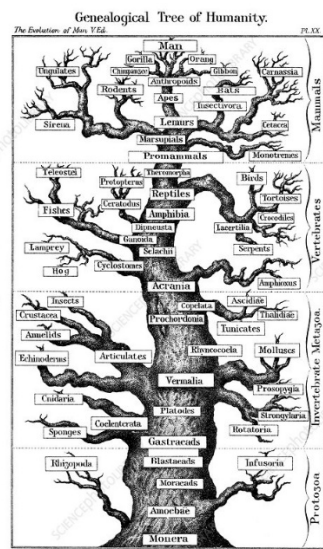 Genealogical Tree of Humanity.
The Evolution of Man V.Ed.
Pl. XX.
Man
Gorilla
Orang
Chimpanzee
Gibbon
Anthropoids
Ungulates
Carnassia
Rodents
Bats
Apes
Insectivora
Sirena
Lemurs
Cetacea
Marsupials
Promammals
Monotremes
Mammals
Teleostei
Theromorpha
Birds
Protopterus
Reptiles
Tortoises
Ceratodus
Fishes
Amphibia
Crocodiles
Dipneusta
Lacertilia
Ganoida
Serpents
Lamprey
Selachii
Hog
Cyclostomes
Acrania
Amphioxus
Vertebrates
Insects
Copelata
Ascidiae
Crustacea
Prochordonia
Thalidiae
Tunicates
Annelids
Rhyncocoela
Articulates
Molluscs
Echinoderms
Vermalia
Prosopygia
Cnidaria
Platodes
Strongylaria
Coelentrata
Rotatoria
Sponges
Gastraeads
Invertebrate Metazoa.
Blastaeads
Rhizopoda
Infusoria
Moraeads
Amoebae
Monera
Protozoa